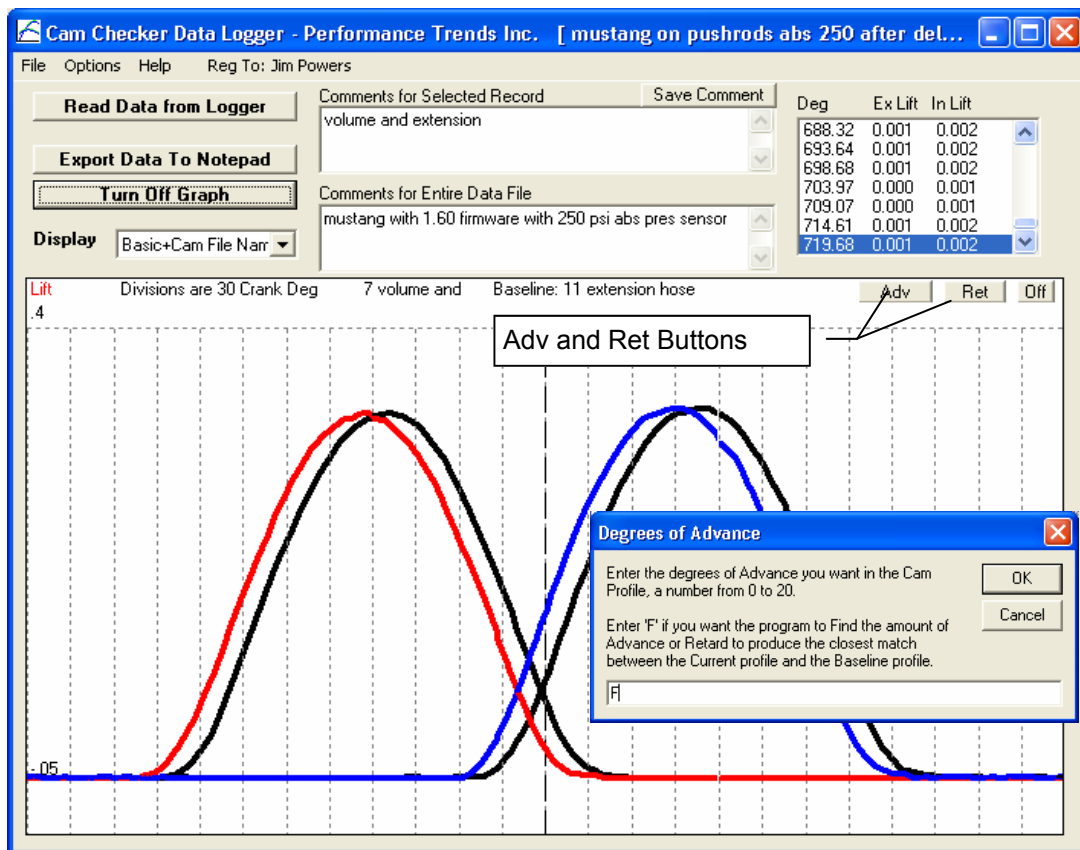 Cam Checker Data Logger - Performance Trends Inc. [ mustang on pushrods abs 250 after del...
File Options Help Reg To: Jim Powers
Read Data from Logger
Export Data To Notepad
Turn Off Graph
Display
Basic+Cam File Nam
Comments for Selected Record
Save Comment
volume and extension
Comments for Entire Data File
mustang with 1.60 firmware with 250 psi abs pres sensor
Deg Ex Lift In Lift
688.32 0.001 0.002
693.64 0.001 0.002
698.68 0.001 0.002
703.97 0.000 0.001
709.07 0.000 0.001
714.61 0.001 0.002
719.68 0.001 0.002
Lift Divisions are 30 Crank Deg 7 volume and Baseline: 11 extension hose
Adv Ret Off
.4
Adv and Ret Buttons
Degrees of Advance
Enter the degrees of Advance you want in the Cam
Profile, a number from 0 to 20.
OK
Cancel
Enter 'F' if you want the program to Find the amount of
Advance or Retard to produce the closest match
between the Current profile and the Baseline profile.
F
-.05